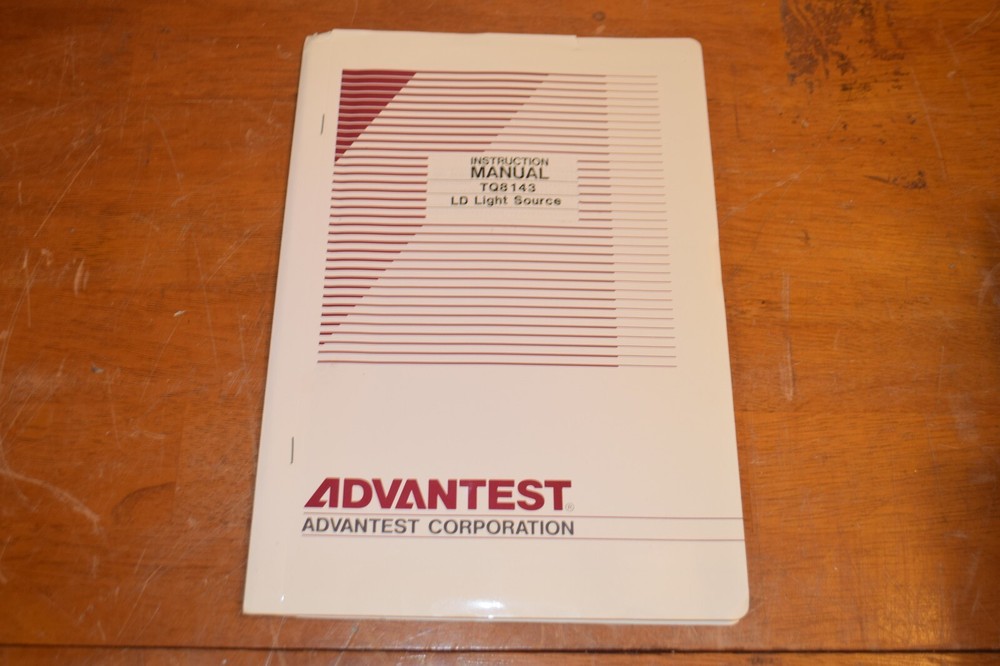 INSTRUCTION
MANUAL
TQ8143
LD Light Source
ADVANTEST®
ADVANTEST CORPORATION